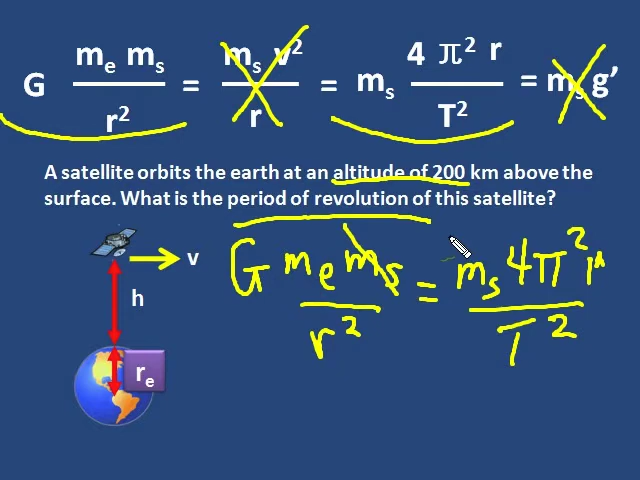 G m_e m_s / r² = m_s v² / r = m_s 4 π² r / T² = m_s g'
A satellite orbits the earth at an altitude of 200 km above the
surface. What is the period of revolution of this satellite?
v
G m_e m_s / r² = m_s 4π² r / T²
h
r_e